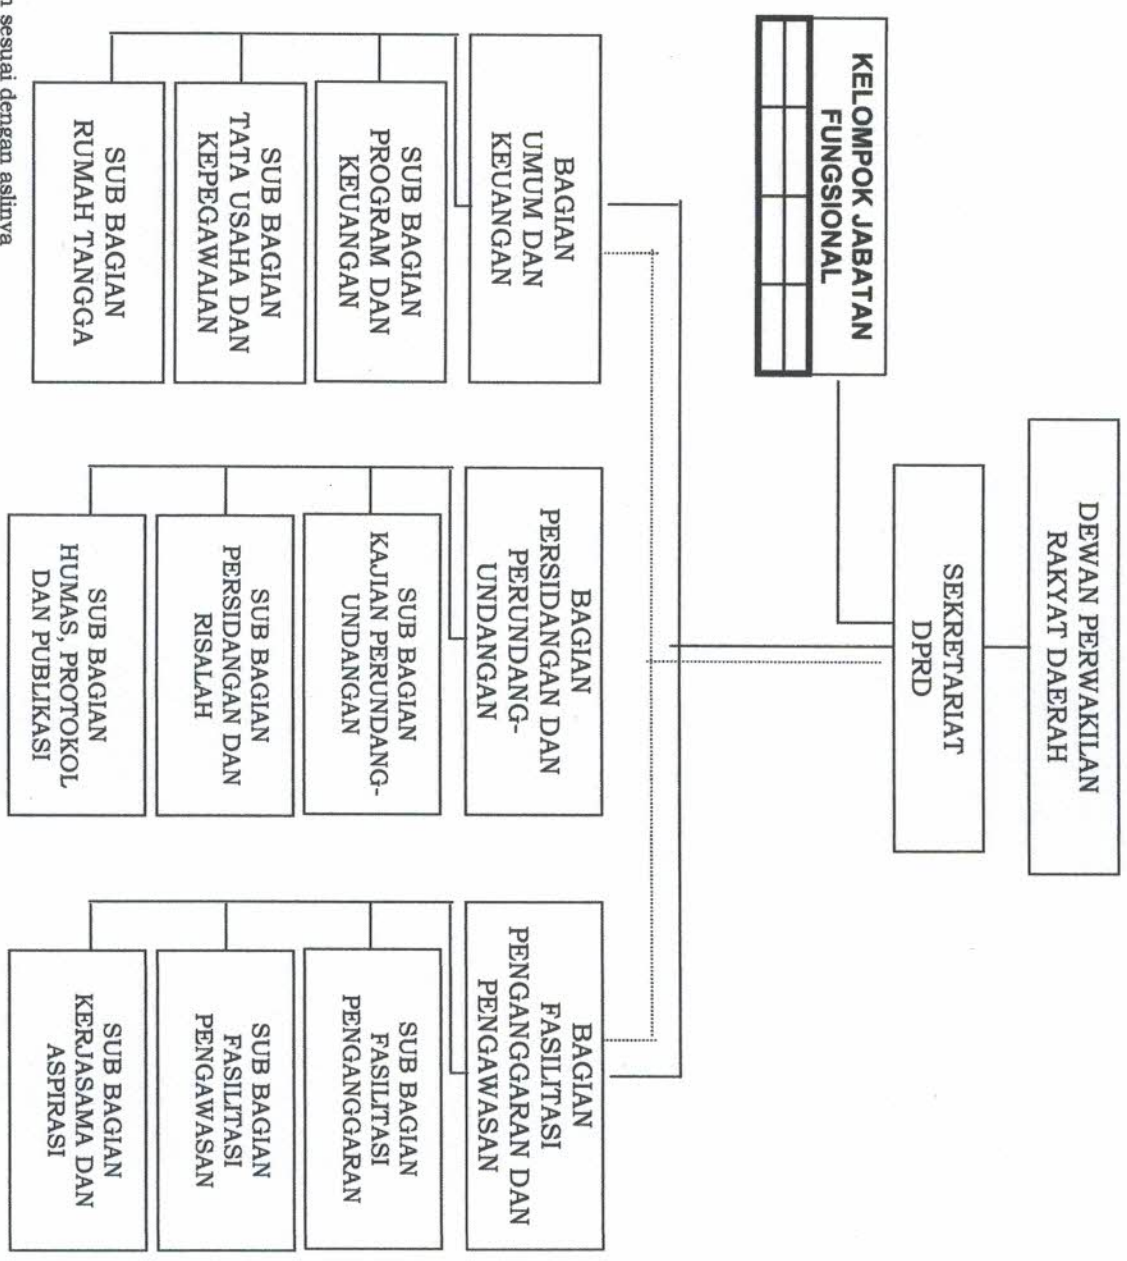 DEWAN PERWAKILAN
RAKYAT DAERAH
SEKRETARIAT
DPRD
KELOMPOK JABATAN
FUNGSIONAL
BAGIAN
UMUM DAN
KEUANGAN
SUB BAGIAN
PROGRAM DAN
KEUANGAN
SUB BAGIAN
TATA USAHA DAN
KEPEGAWAIAN
SUB BAGIAN
RUMAH TANGGA
BAGIAN
PERSIDANGAN DAN
PERUNDANG-
UNDANGAN
SUB BAGIAN
KAJIAN PERUNDANG-
UNDANGAN
SUB BAGIAN
PERSIDANGAN DAN
RISALAH
SUB BAGIAN
HUMAS, PROTOKOL
DAN PUBLIKASI
BAGIAN
FASILITASI
PENGANGGARAN DAN
PENGAWASAN
SUB BAGIAN
FASILITASI
PENGANGGARAN
SUB BAGIAN
FASILITASI
PENGAWASAN
SUB BAGIAN
KERJASAMA DAN
ASPIRASI
sesuai dengan aslinya